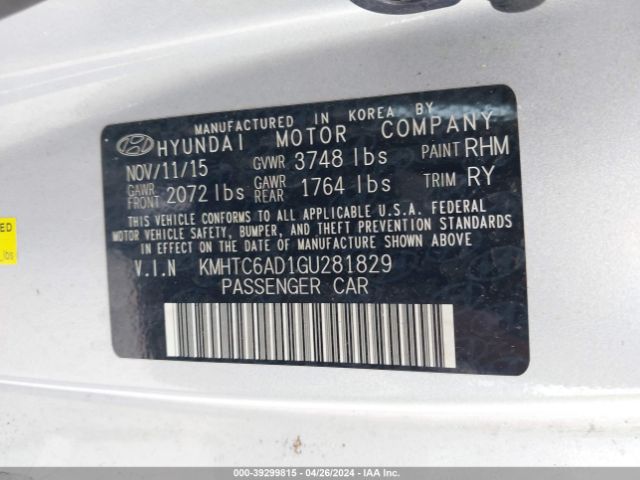 MANUFACTURED IN KOREA BY
HYUNDAI MOTOR COMPANY
NOV/11/15 GVWR 3748 lbs PAINT RHM
GAWR FRONT 2072 lbs GAWR REAR 1764 lbs TRIM RY
THIS VEHICLE CONFORMS TO ALL APPLICABLE U.S.A. FEDERAL
MOTOR VEHICLE SAFETY, BUMPER, AND THEFT PREVENTION STANDARDS
IN EFFECT ON THE DATE OF MANUFACTURE SHOWN ABOVE
V.I.N KMHTC6AD1GU281829
PASSENGER CAR
lbs
© IAA - 39299815 - 04/26/2024 - IAAI.COM